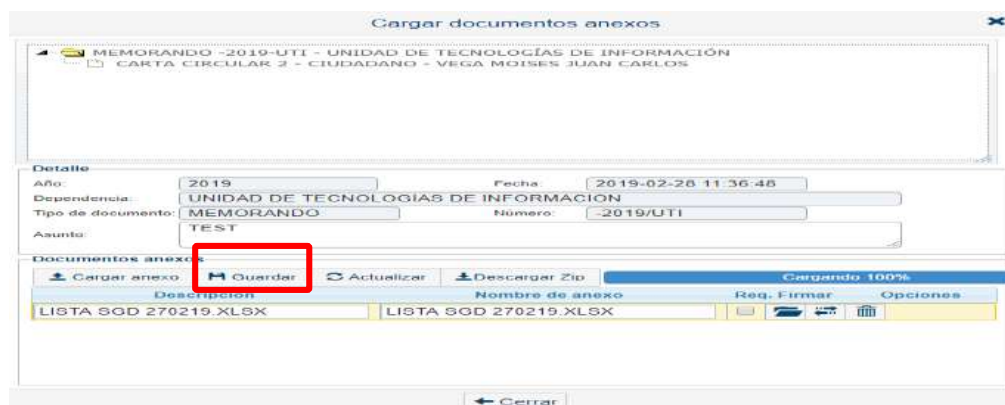 Cargar documentos anexos
MEMORANDO -2019-UTI - UNIDAD DE TECNOLOGÍAS DE INFORMACIÓN
CARTA CIRCULAR 2 - CIUDADANO - VEGA MOISES JUAN CARLOS
Detalle
Año: 2019 Fecha: 2019-02-28 11:36:48
Dependencia: UNIDAD DE TECNOLOGIAS DE INFORMACION
Tipo de documento: MEMORANDO Número: -2019/UTI
Asunto: TEST
Documentos anexos
Cargar anexo Guardar Actualizar Descargar Zip Cargando 100%
Descripción Nombre de anexo Req. Firmar Opciones
LISTA SGD 270219.XLSX LISTA SGD 270219.XLSX
Cerrar